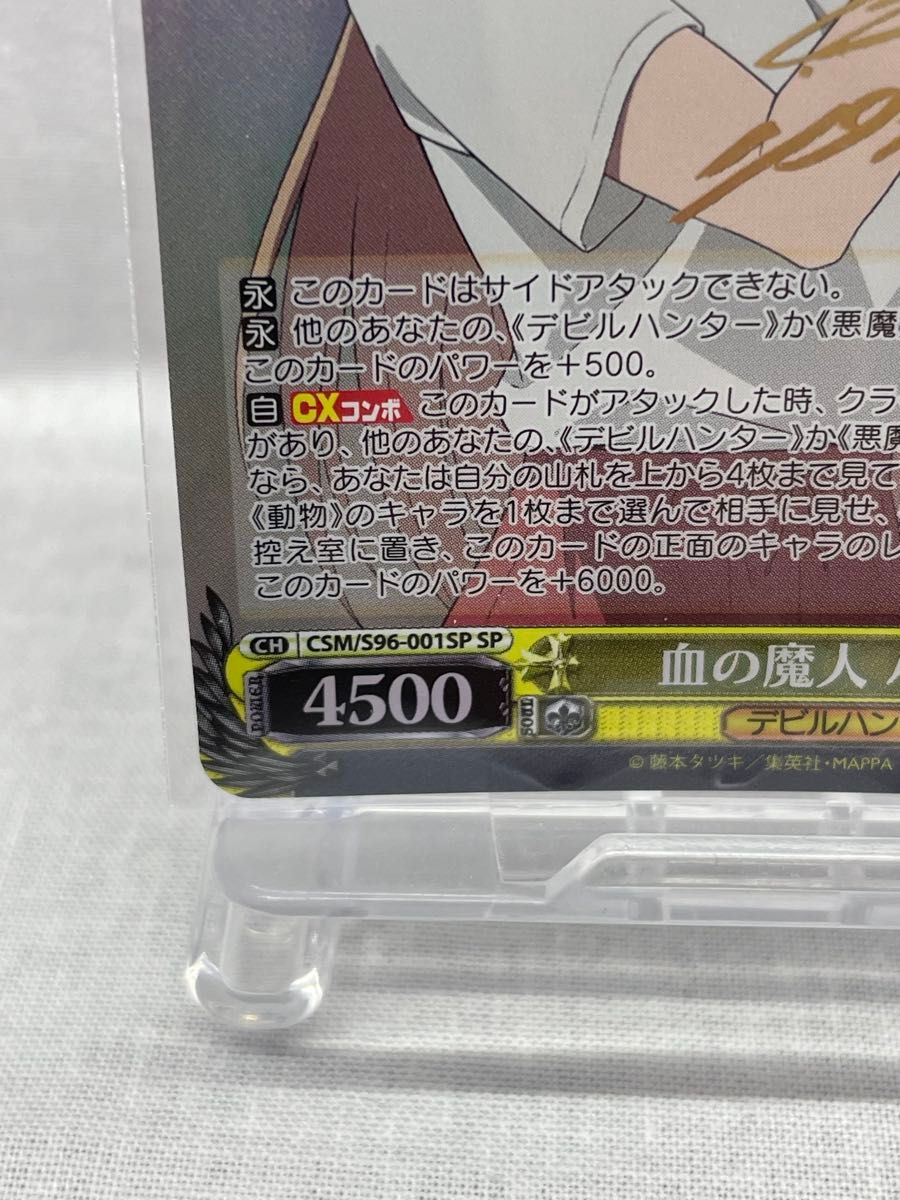 永 このカードはサイドアタックできない。
永 他のあなたの、《デビルハンター》か《悪魔
このカードのパワーを+500。
自 CXコンボ このカードがアタックした時、クラ
があり、他のあなたの、《デビルハンター》か《悪魔
なら、あなたは自分の山札を上から4枚まで見て
《動物》のキャラを1枚まで選んで相手に見せ、
控え室に置き、このカードの正面のキャラのレ
このカードのパワーを+6000。
CH CSM/S96-001SP SP
血の魔人
POWER 4500 SOUL
デビルハン
©藤本タツキ／集英社・MAPPA